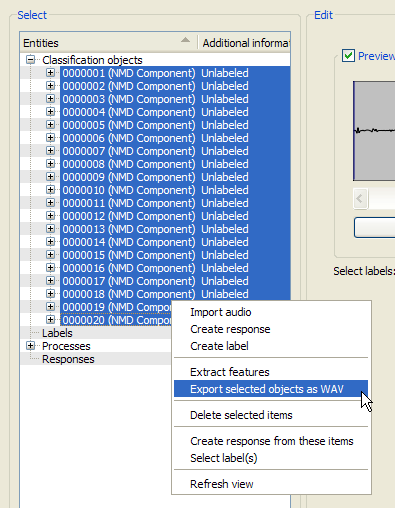 Select
Edit
Entities Additional informat
Classification objects
0000001 (NMD Component) Unlabeled
0000002 (NMD Component) Unlabeled
0000003 (NMD Component) Unlabeled
0000004 (NMD Component) Unlabeled
0000005 (NMD Component) Unlabeled
0000006 (NMD Component) Unlabeled
0000007 (NMD Component) Unlabeled
0000008 (NMD Component) Unlabeled
0000009 (NMD Component) Unlabeled
0000010 (NMD Component) Unlabeled
0000011 (NMD Component) Unlabeled
0000012 (NMD Component) Unlabeled
0000013 (NMD Component) Unlabeled
0000014 (NMD Component) Unlabeled
0000015 (NMD Component) Unlabeled
0000016 (NMD Component) Unlabeled
0000017 (NMD Component) Unlabeled
0000018 (NMD Component) Unlabeled
0000019 (NMD Compo
0000020 (NMD Compo
Labels
Processes
Responses
Preview
Select labels:
Import audio
Create response
Create label
Extract features
Export selected objects as WAV
Delete selected items
Create response from these items
Select label(s)
Refresh view